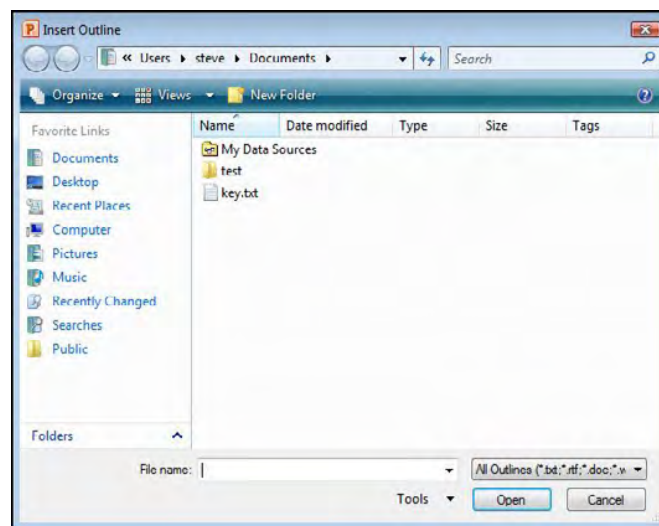 Insert Outline
« Users ▸ steve ▸ Documents ▸ Search
Organize Views New Folder
Favorite Links
Documents
Desktop
Recent Places
Computer
Pictures
Music
Recently Changed
Searches
Public
Folders
Name Date modified Type Size Tags
My Data Sources
test
key.txt
File name:
All Outlines (*.txt;*.rtf;*.doc;*.w
Tools Open Cancel